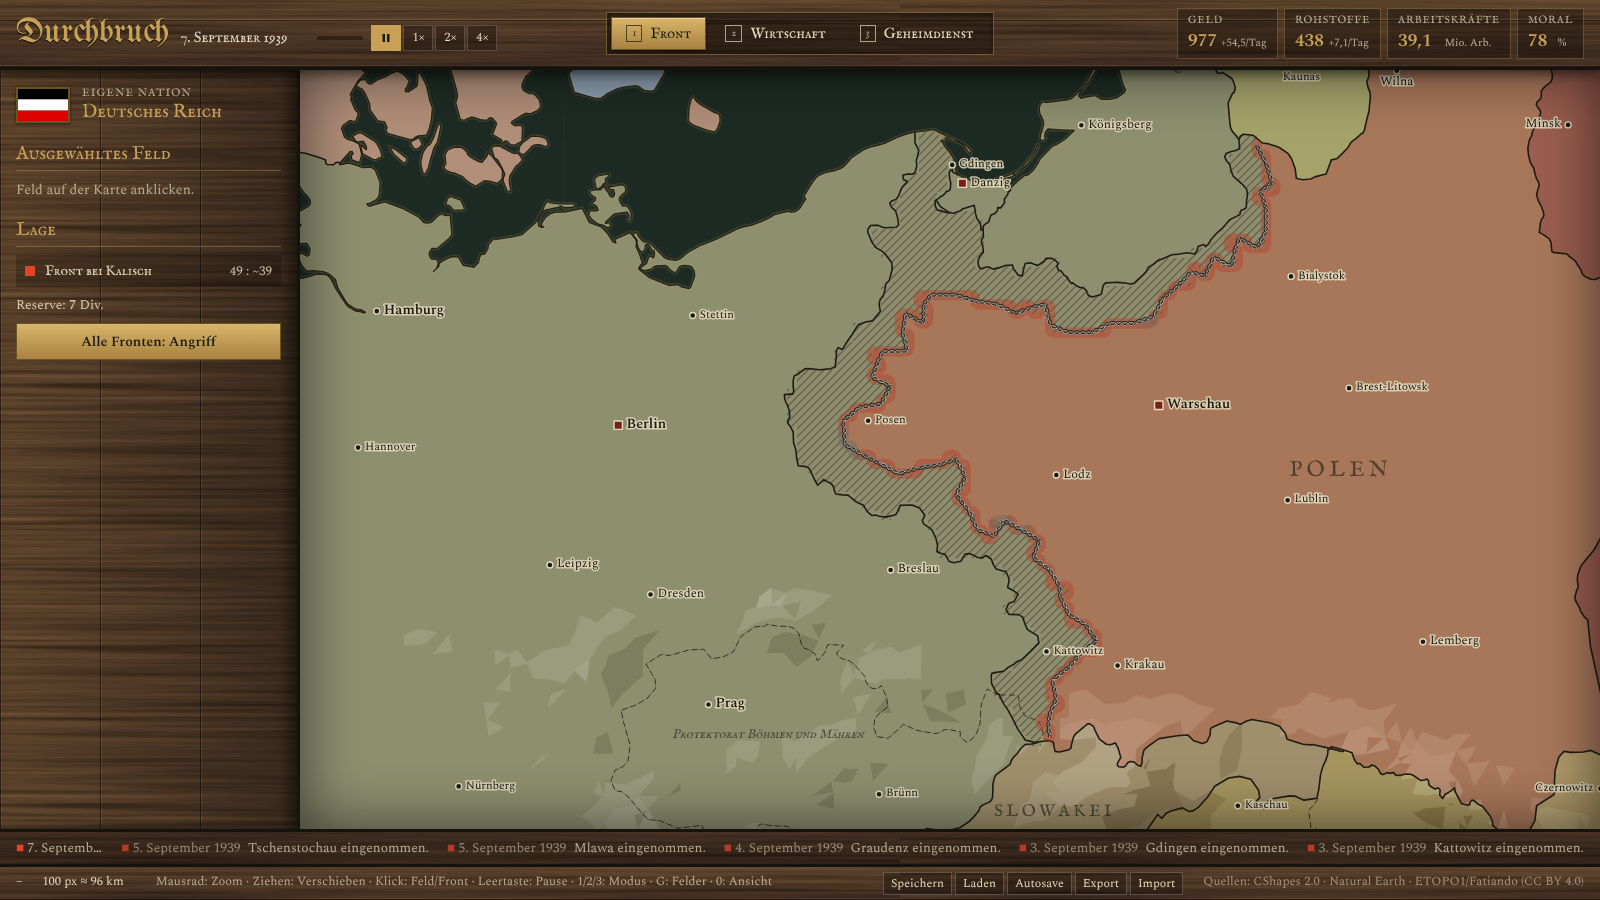 Durchbruch
7. September 1939
1×
2×
4×
1 Front
2 Wirtschaft
3 Geheimdienst
GELD
977 +54,5/Tag
ROHSTOFFE
438 +7,1/Tag
ARBEITSKRÄFTE
39,1 Mio. Arb.
MORAL
78 %
EIGENE NATION
Deutsches Reich
Ausgewähltes Feld
Feld auf der Karte anklicken.
Lage
Front bei Kalisch 49 : ~39
Reserve: 7 Div.
Alle Fronten: Angriff
Kaunas
Wilna
Königsberg
Minsk
Gdingen
Danzig
Bialystok
Hamburg
Stettin
Brest-Litowsk
Warschau
Posen
Berlin
Hannover
POLEN
Lodz
Lublin
Leipzig
Breslau
Dresden
Lemberg
Kattowitz
Krakau
Prag
Protektorat Böhmen und Mähren
Nürnberg
Brünn
Czernowitz
Kaschau
SLOWAKEI
7. Septemb...
5. September 1939 Tschenstochau eingenommen.
5. September 1939 Mlawa eingenommen.
4. September 1939 Graudenz eingenommen.
3. September 1939 Gdingen eingenommen.
3. September 1939 Kattowitz eingenommen.
– 100 px ≈ 96 km
Mausrad: Zoom · Ziehen: Verschieben · Klick: Feld/Front · Leertaste: Pause · 1/2/3: Modus · G: Felder · 0: Ansicht
Speichern
Laden
Autosave
Export
Import
Quellen: CShapes 2.0 · Natural Earth · ETOPO1/Fatiando (CC BY 4.0)